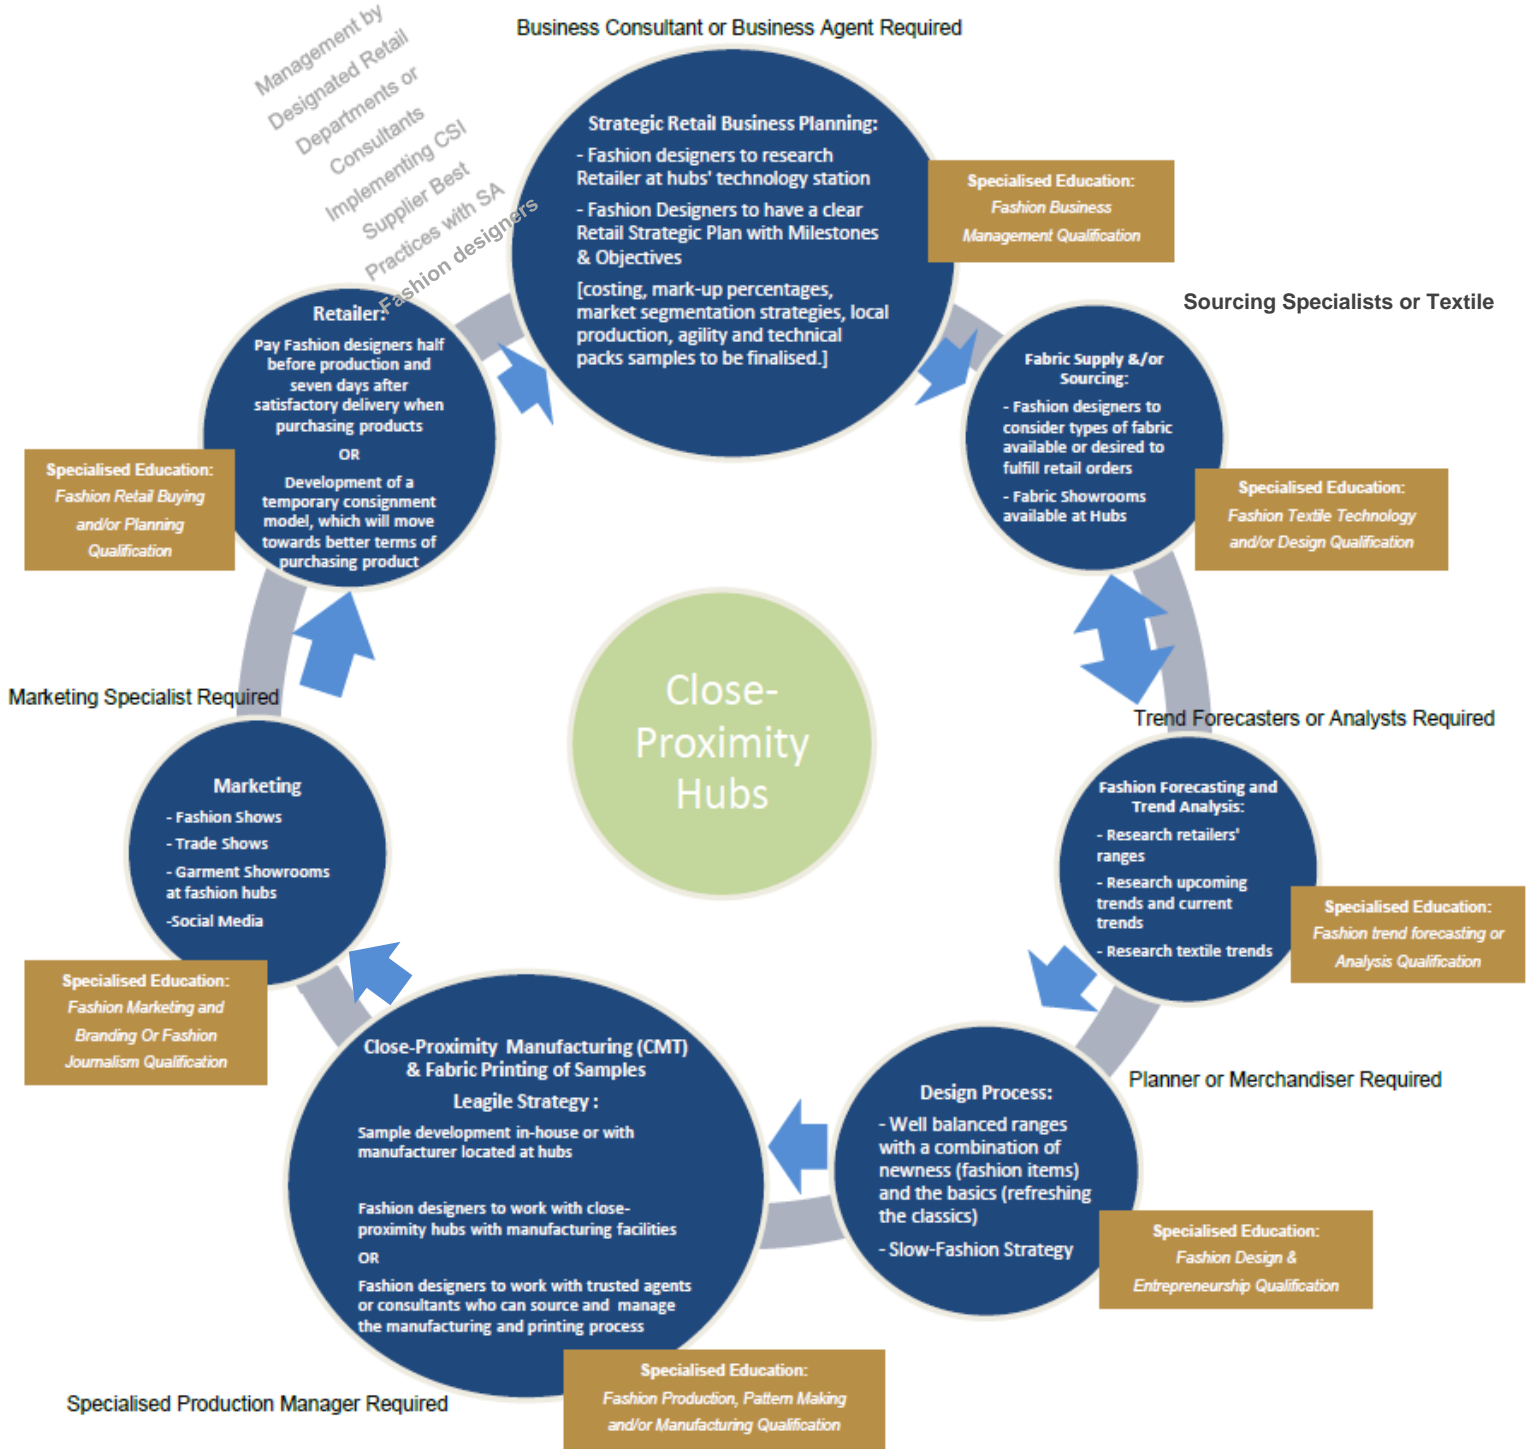 Business Consultant or Business Agent Required
Management by
Designated Retail
Departments or
Consultants
Implementing CSI
Supplier Best
Practices with SA
Fashion designers
Strategic Retail Business Planning:
- Fashion designers to research
Retailer at hubs' technology station
- Fashion Designers to have a clear
Retail Strategic Plan with Milestones
& Objectives
[costing, mark-up percentages,
market segmentation strategies, local
production, agility and technical
packs samples to be finalised.]
Specialised Education:
Fashion Business
Management Qualification
Sourcing Specialists or Textile
Fabric Supply &/or
Sourcing:
- Fashion designers to
consider types of fabric
available or desired to
fulfill retail orders
- Fabric Showrooms
available at Hubs
Specialised Education:
Fashion Textile Technology
and/or Design Qualification
Trend Forecasters or Analysts Required
Fashion Forecasting and
Trend Analysis:
- Research retailers'
ranges
- Research upcoming
trends and current
trends
- Research textile trends
Specialised Education:
Fashion trend forecasting or
Analysis Qualification
Planner or Merchandiser Required
Design Process:
- Well balanced ranges
with a combination of
newness (fashion items)
and the basics (refreshing
the classics)
- Slow-Fashion Strategy
Specialised Education:
Fashion Design &
Entrepreneurship Qualification
Close-Proximity Manufacturing (CMT)
& Fabric Printing of Samples
Leagile Strategy :
Sample development in-house or with
manufacturer located at hubs
Fashion designers to work with close-
proximity hubs with manufacturing facilities
OR
Fashion designers to work with trusted agents
or consultants who can source and manage
the manufacturing and printing process
Specialised Education:
Fashion Production, Pattern Making
and/or Manufacturing Qualification
Specialised Production Manager Required
Marketing
- Fashion Shows
- Trade Shows
- Garment Showrooms
at fashion hubs
-Social Media
Specialised Education:
Fashion Marketing and
Branding Or Fashion
Journalism Qualification
Marketing Specialist Required
Retailer:
Pay Fashion designers half
before production and
seven days after
satisfactory delivery when
purchasing products
OR
Development of a
temporary consignment
model, which will move
towards better terms of
purchasing product
Specialised Education:
Fashion Retail Buying
and/or Planning
Qualification
Close-
Proximity
Hubs